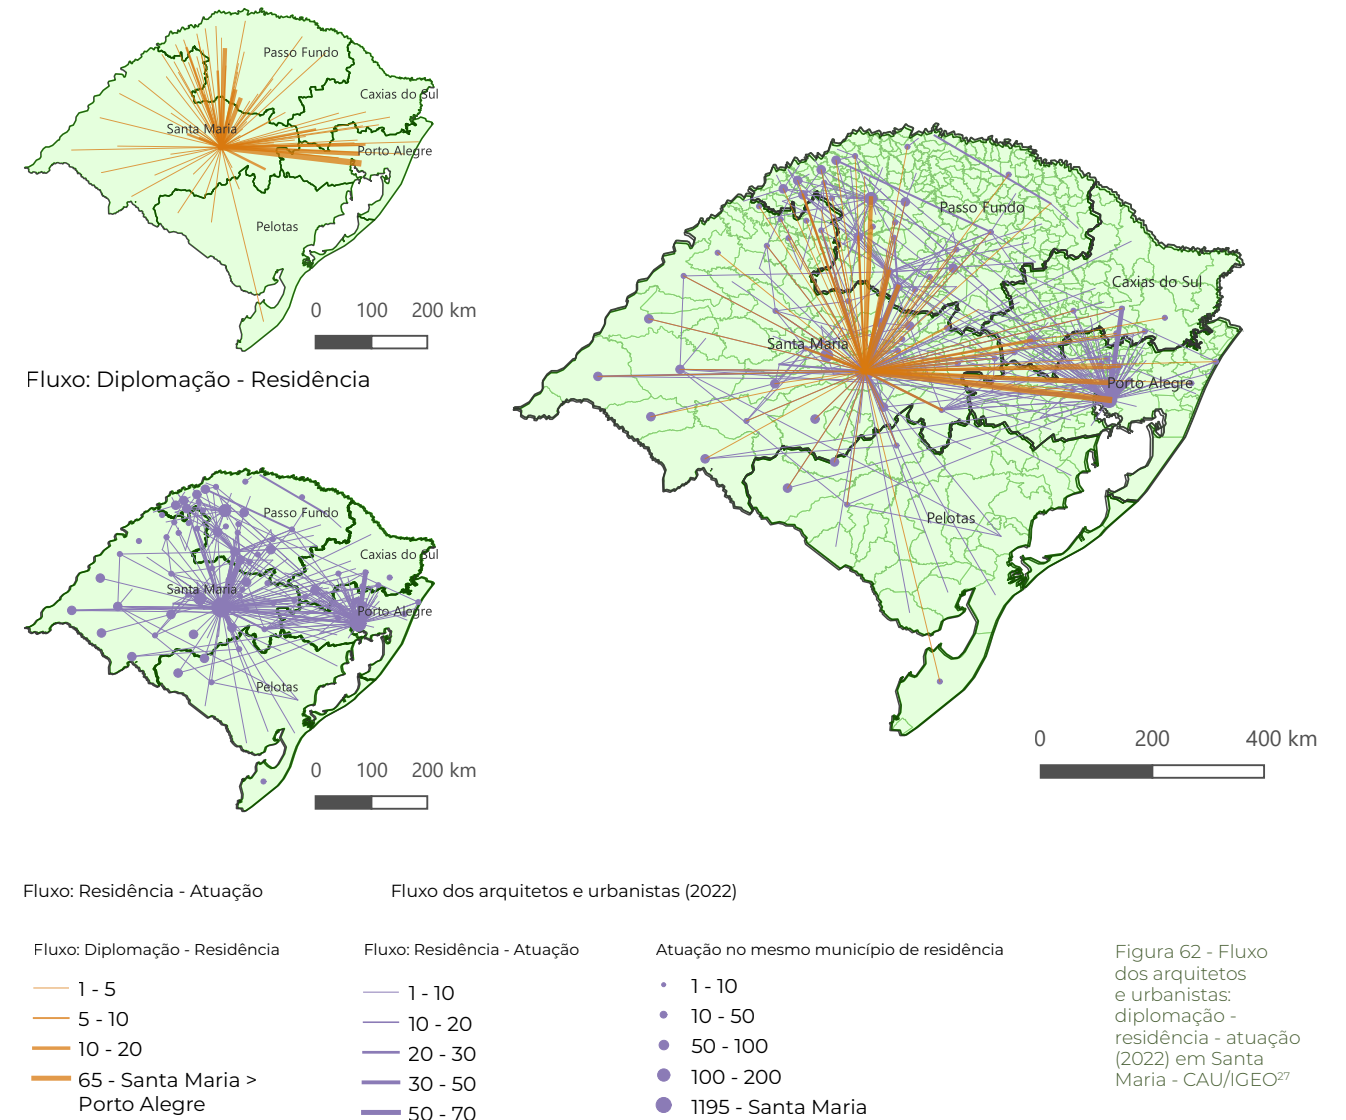 Passo Fundo
Caxias do Sul
Santa Maria
Porto Alegre
Pelotas
0 100 200 km
Fluxo: Diplomação - Residência
Passo Fundo
Caxias do Sul
Santa Maria
Porto Alegre
Pelotas
0 100 200 km
Passo Fundo
Caxias do Sul
Santa Maria
Porto Alegre
Pelotas
0 200 400 km
Fluxo: Residência - Atuação
Fluxo dos arquitetos e urbanistas (2022)
Fluxo: Diplomação - Residência
1 - 5
5 - 10
10 - 20
65 - Santa Maria >
Porto Alegre
Fluxo: Residência - Atuação
1 - 10
10 - 20
20 - 30
30 - 50
50 - 70
Atuação no mesmo município de residência
1 - 10
10 - 50
50 - 100
100 - 200
1195 - Santa Maria
Figura 62 - Fluxo
dos arquitetos
e urbanistas:
diplomação -
residência - atuação
(2022) em Santa
Maria - CAU/IGEO²⁷